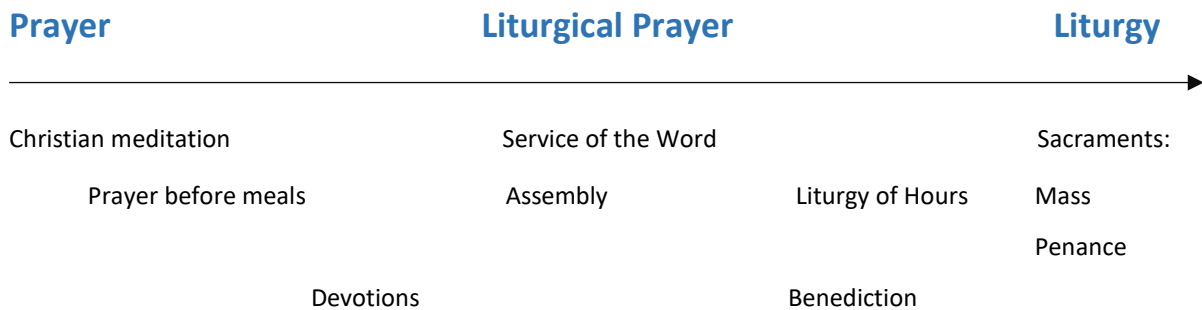 Prayer Liturgical Prayer Liturgy
Christian meditation Service of the Word Sacraments:
Prayer before meals Assembly Liturgy of Hours Mass
Penance
Devotions Benediction